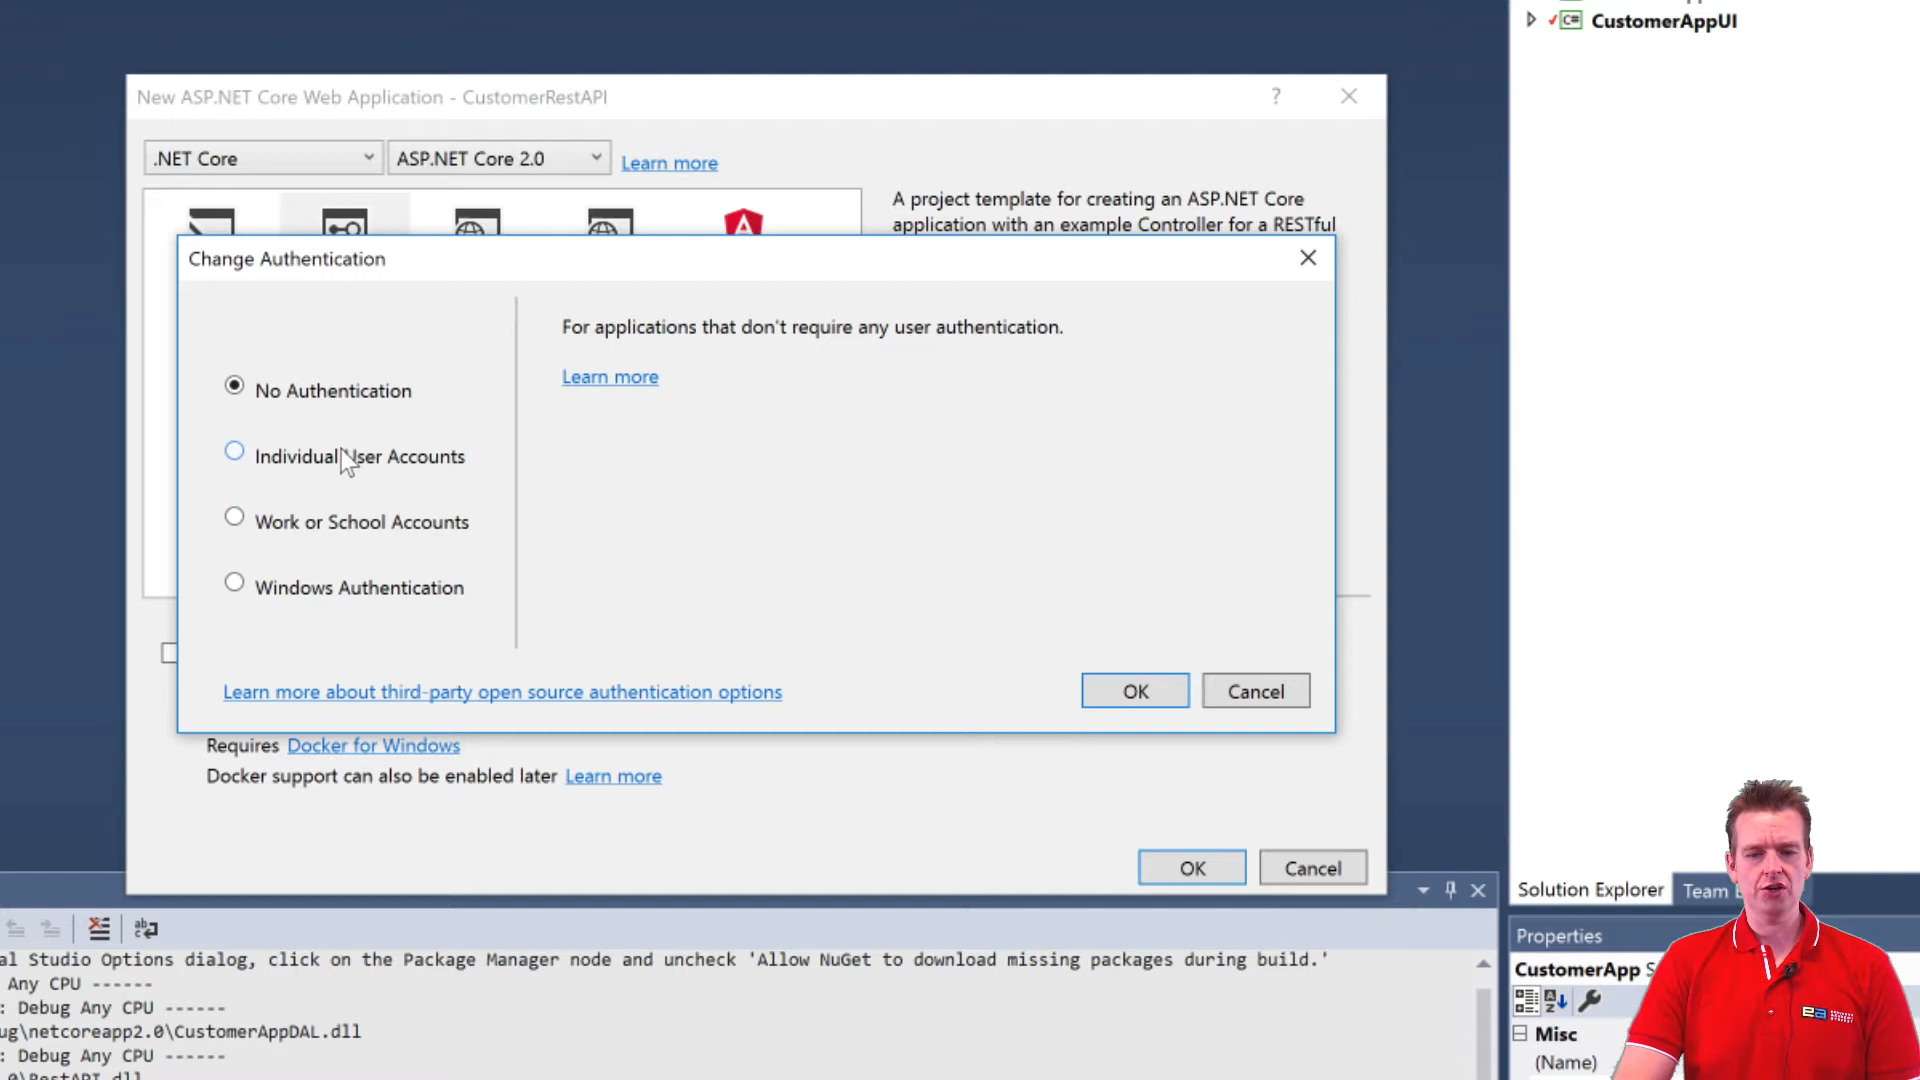 CustomerAppUI
New ASP.NET Core Web Application - CustomerRestAPI
?
.NET Core
ASP.NET Core 2.0
Learn more
A project template for creating an ASP.NET Core
application with an example Controller for a RESTful
Change Authentication
For applications that don't require any user authentication.
Learn more
No Authentication
Individual User Accounts
Work or School Accounts
Windows Authentication
Learn more about third-party open source authentication options
OK
Cancel
Requires Docker for Windows
Docker support can also be enabled later Learn more
OK
Cancel
Solution Explorer
Team
Properties
al Studio Options dialog, click on the Package Manager node and uncheck 'Allow NuGet to download missing packages during build.'
Any CPU ------
: Debug Any CPU ------
ug\netcoreapp2.0\CustomerAppDAL.dll
: Debug Any CPU ------
0\RestAPI.dll
CustomerApp S
Misc
(Name)